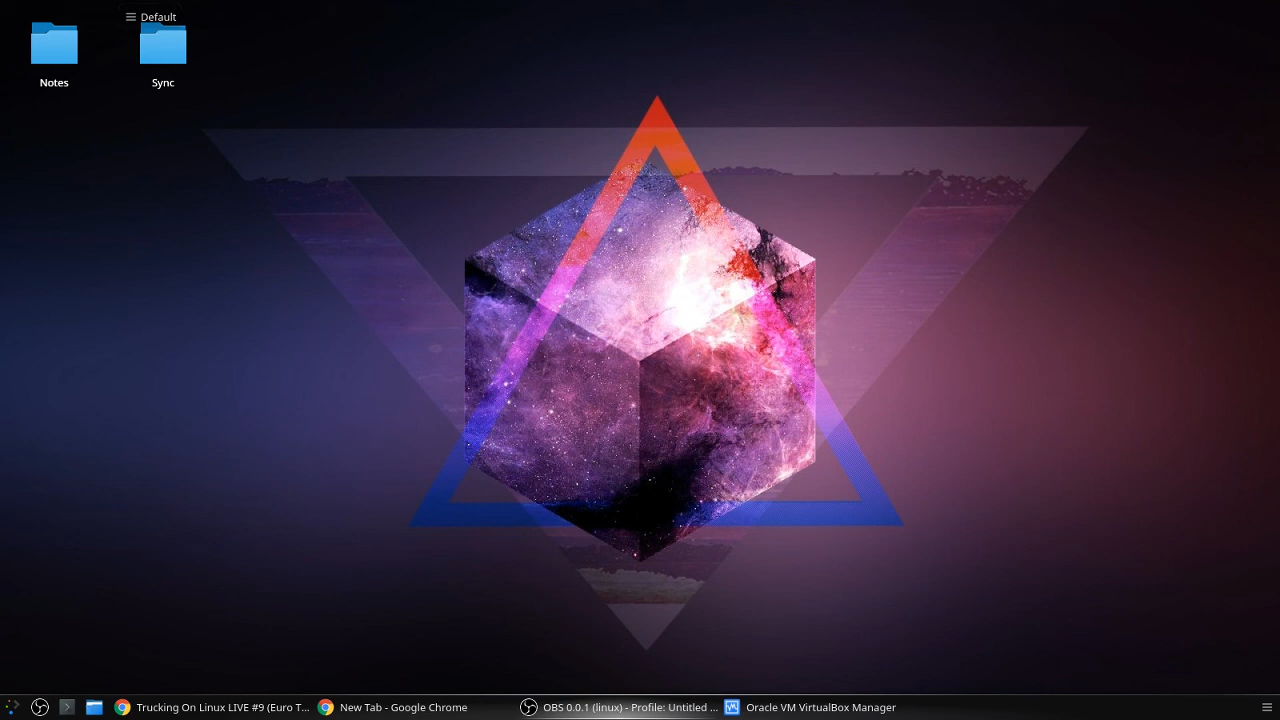 Default
Notes
Sync
Trucking On Linux LIVE #9 (Euro T...
New Tab - Google Chrome
OBS 0.0.1 (linux) - Profile: Untitled ...
Oracle VM VirtualBox Manager